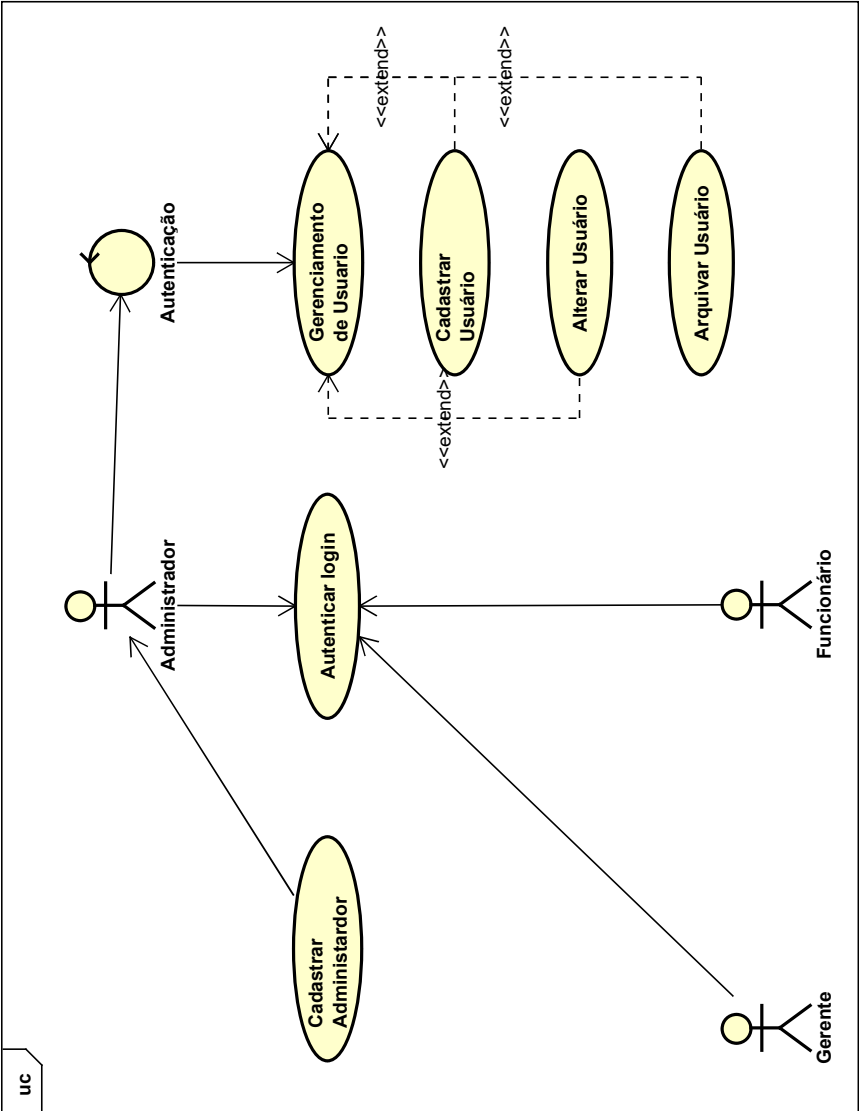 uc
Cadastrar
Administardor
Administrador
Autenticação
Autenticar login
Gerenciamento
de Usuario
<<extend>>
<<extend>>
<<extend>>
Cadastrar
Usuário
Alterar Usuário
Arquivar Usuário
Gerente
Funcionário